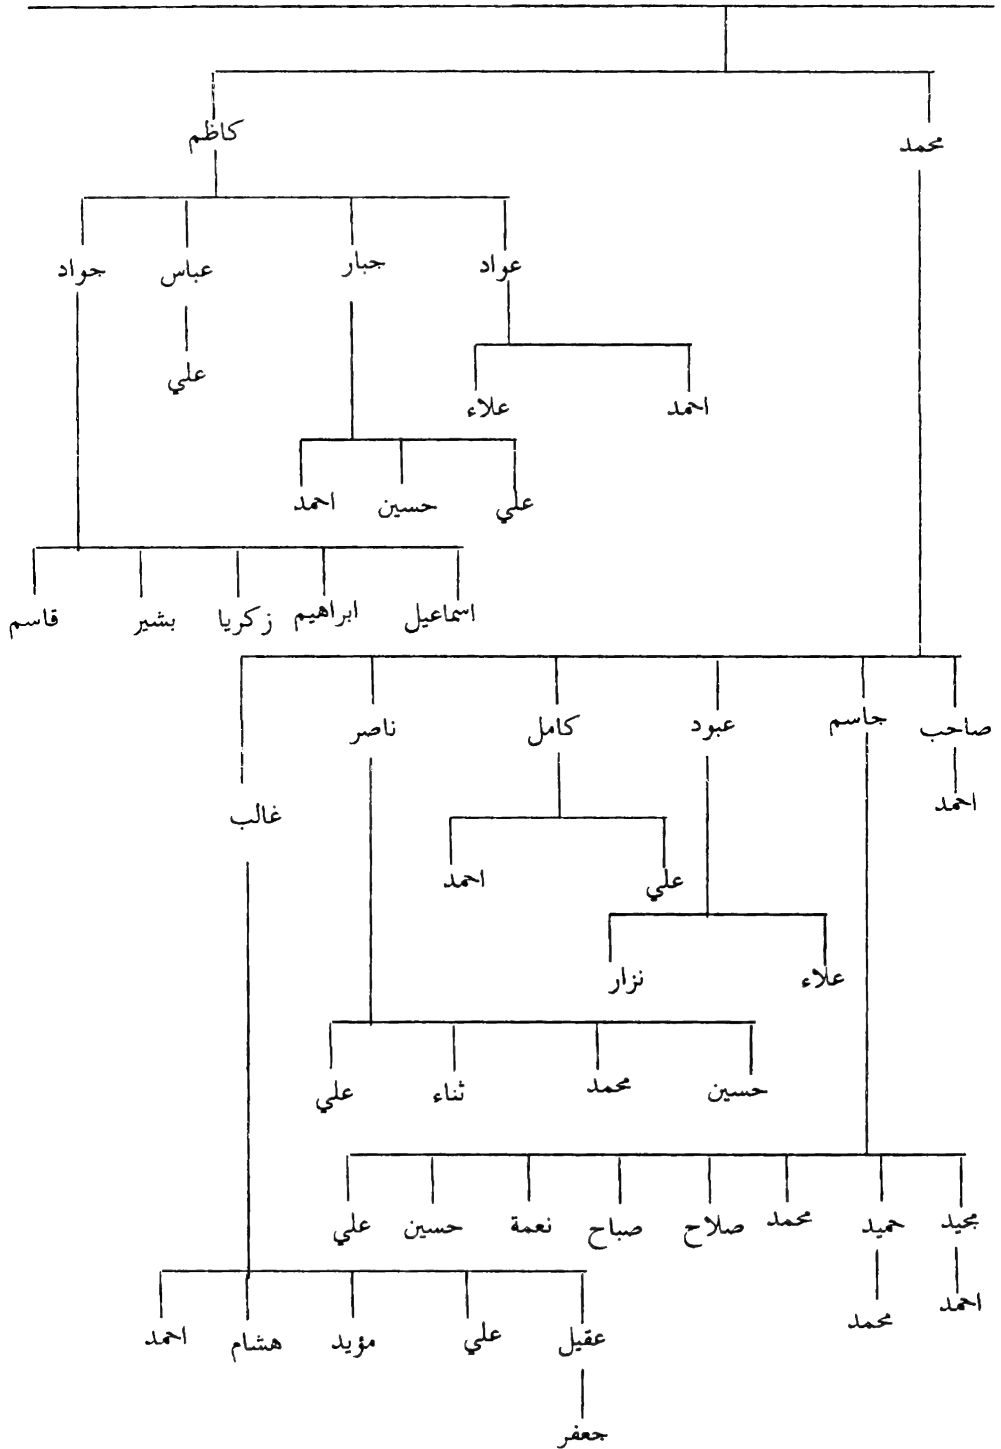 محمد كاظم
عواد جبار عباس جواد
علي
احمد علاء
علي حسين احمد
اسماعيل ابراهيم زكريا بشير قاسم
صاحب جاسم عبود كامل ناصر
احمد غالب
علي احمد
علاء نزار
حسين محمد ثناء علي
مجيد حميد محمد صلاح صباح نعمة حسين علي
احمد محمد
عقيل علي مؤيد هشام احمد
جعفر